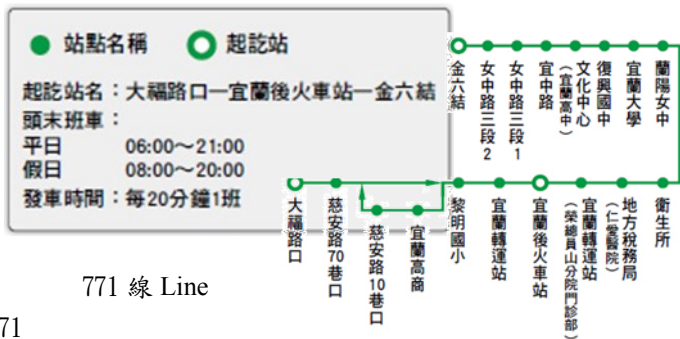 站點名稱
起訖站
起訖站名：大福路口—宜蘭後火車站—金六結
頭末班車：
平日 06:00～21:00
假日 08:00～20:00
發車時間：每20分鐘1班
金六結
女中路三段2
女中路三段1
宜中路
（宜蘭高中）
文化中心
復興國中
宜蘭大學
蘭陽女中
大福路口
慈安路70巷口
慈安路10巷口
宜蘭高商
黎明國小
宜蘭轉運站
宜蘭後火車站
宜蘭轉運站
（榮總員山分院門診部）
地方稅務局
（仁愛醫院）
衛生所
771 線 Line
71